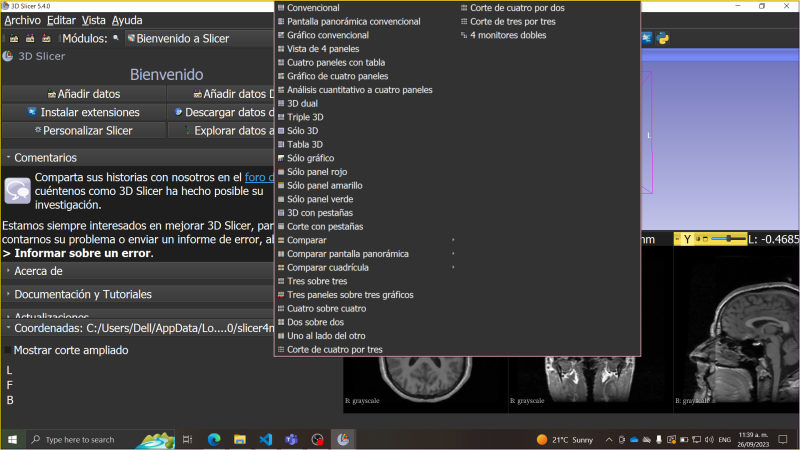 3D Slicer 5.4.0
Archivo Editar Vista Ayuda
Módulos: Bienvenido a Slicer
3D Slicer
Bienvenido
Añadir datos
Añadir datos D
Instalar extensiones
Descargar datos d
Personalizar Slicer
Explorar datos a
Comentarios
Comparta sus historias con nosotros en el foro d
cuéntenos como 3D Slicer ha hecho posible su
investigación.
Estamos siempre interesados en mejorar 3D Slicer, par
contarnos su problema o enviar un informe de error, ab
> Informar sobre un error.
Acerca de
Documentación y Tutoriales
Actualizaciones
Coordenadas: C:/Users/Dell/AppData/Lo....0/slicer4m
Mostrar corte ampliado
L
F
B
Convencional
Pantalla panorámica convencional
Gráfico convencional
Vista de 4 paneles
Cuatro paneles con tabla
Gráfico de cuatro paneles
Análisis cuantitativo a cuatro paneles
3D dual
Triple 3D
Sólo 3D
Tabla 3D
Sólo gráfico
Sólo panel rojo
Sólo panel amarillo
Sólo panel verde
3D con pestañas
Corte con pestañas
Comparar
Comparar pantalla panorámica
Comparar cuadrícula
Tres sobre tres
Tres paneles sobre tres gráficos
Cuatro sobre cuatro
Dos sobre dos
Uno al lado del otro
Corte de cuatro por tres
Corte de cuatro por dos
Corte de tres por tres
4 monitores dobles
L
mm
Y
L: -0.4685
B: grayscale
B: grayscale
B: grayscale
Type here to search
21°C Sunny
ENG
11:39 a. m.
26/09/2023